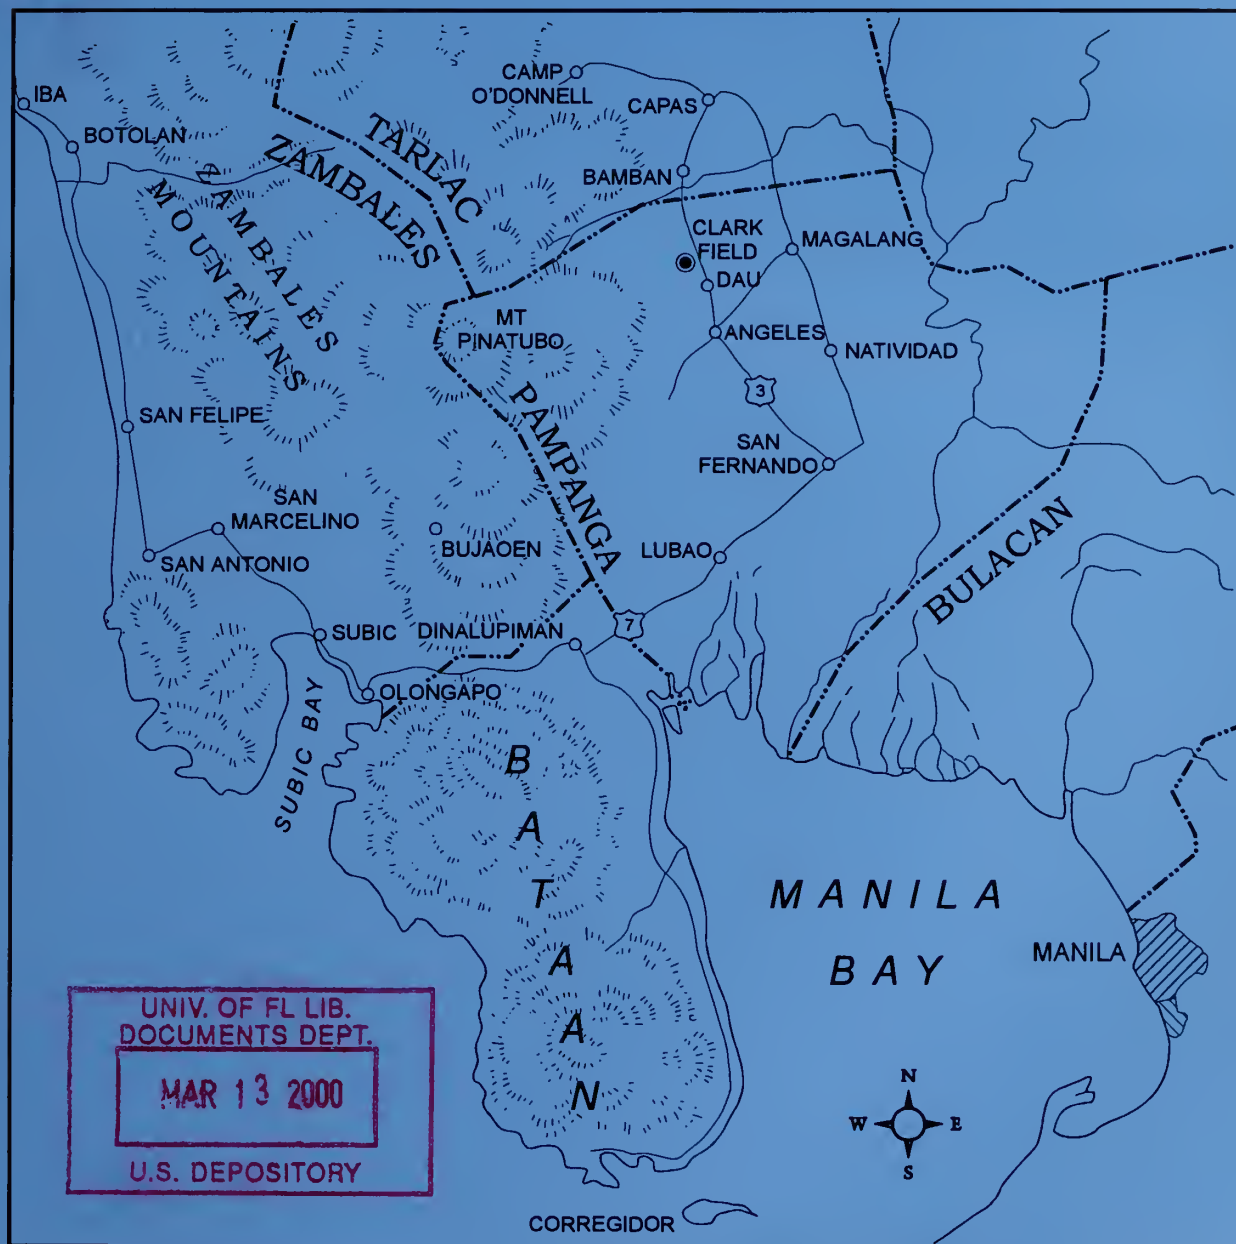 CAMP
O'DONNELL
CAPAS
IBA
BOTOLAN
TARLAC
ZAMBALES
BAMBAN
ZAMBALES
MOUNTAINS
CLARK
FIELD
MAGALANG
DAU
MT
PINATUBO
ANGELES
NATIVIDAD
3
PAMPANGA
SAN FELIPE
SAN
FERNANDO
SAN
MARCELINO
BUJAOEN
SAN ANTONIO
LUBAO
BULACAN
7
SUBIC
DINALUPIMAN
OLONGAPO
SUBIC BAY
BATAAN
MANILA
BAY
MANILA
UNIV. OF FL LIB.
DOCUMENTS DEPT.
MAR 13 2000
U.S. DEPOSITORY
N
W E
S
CORREGIDOR